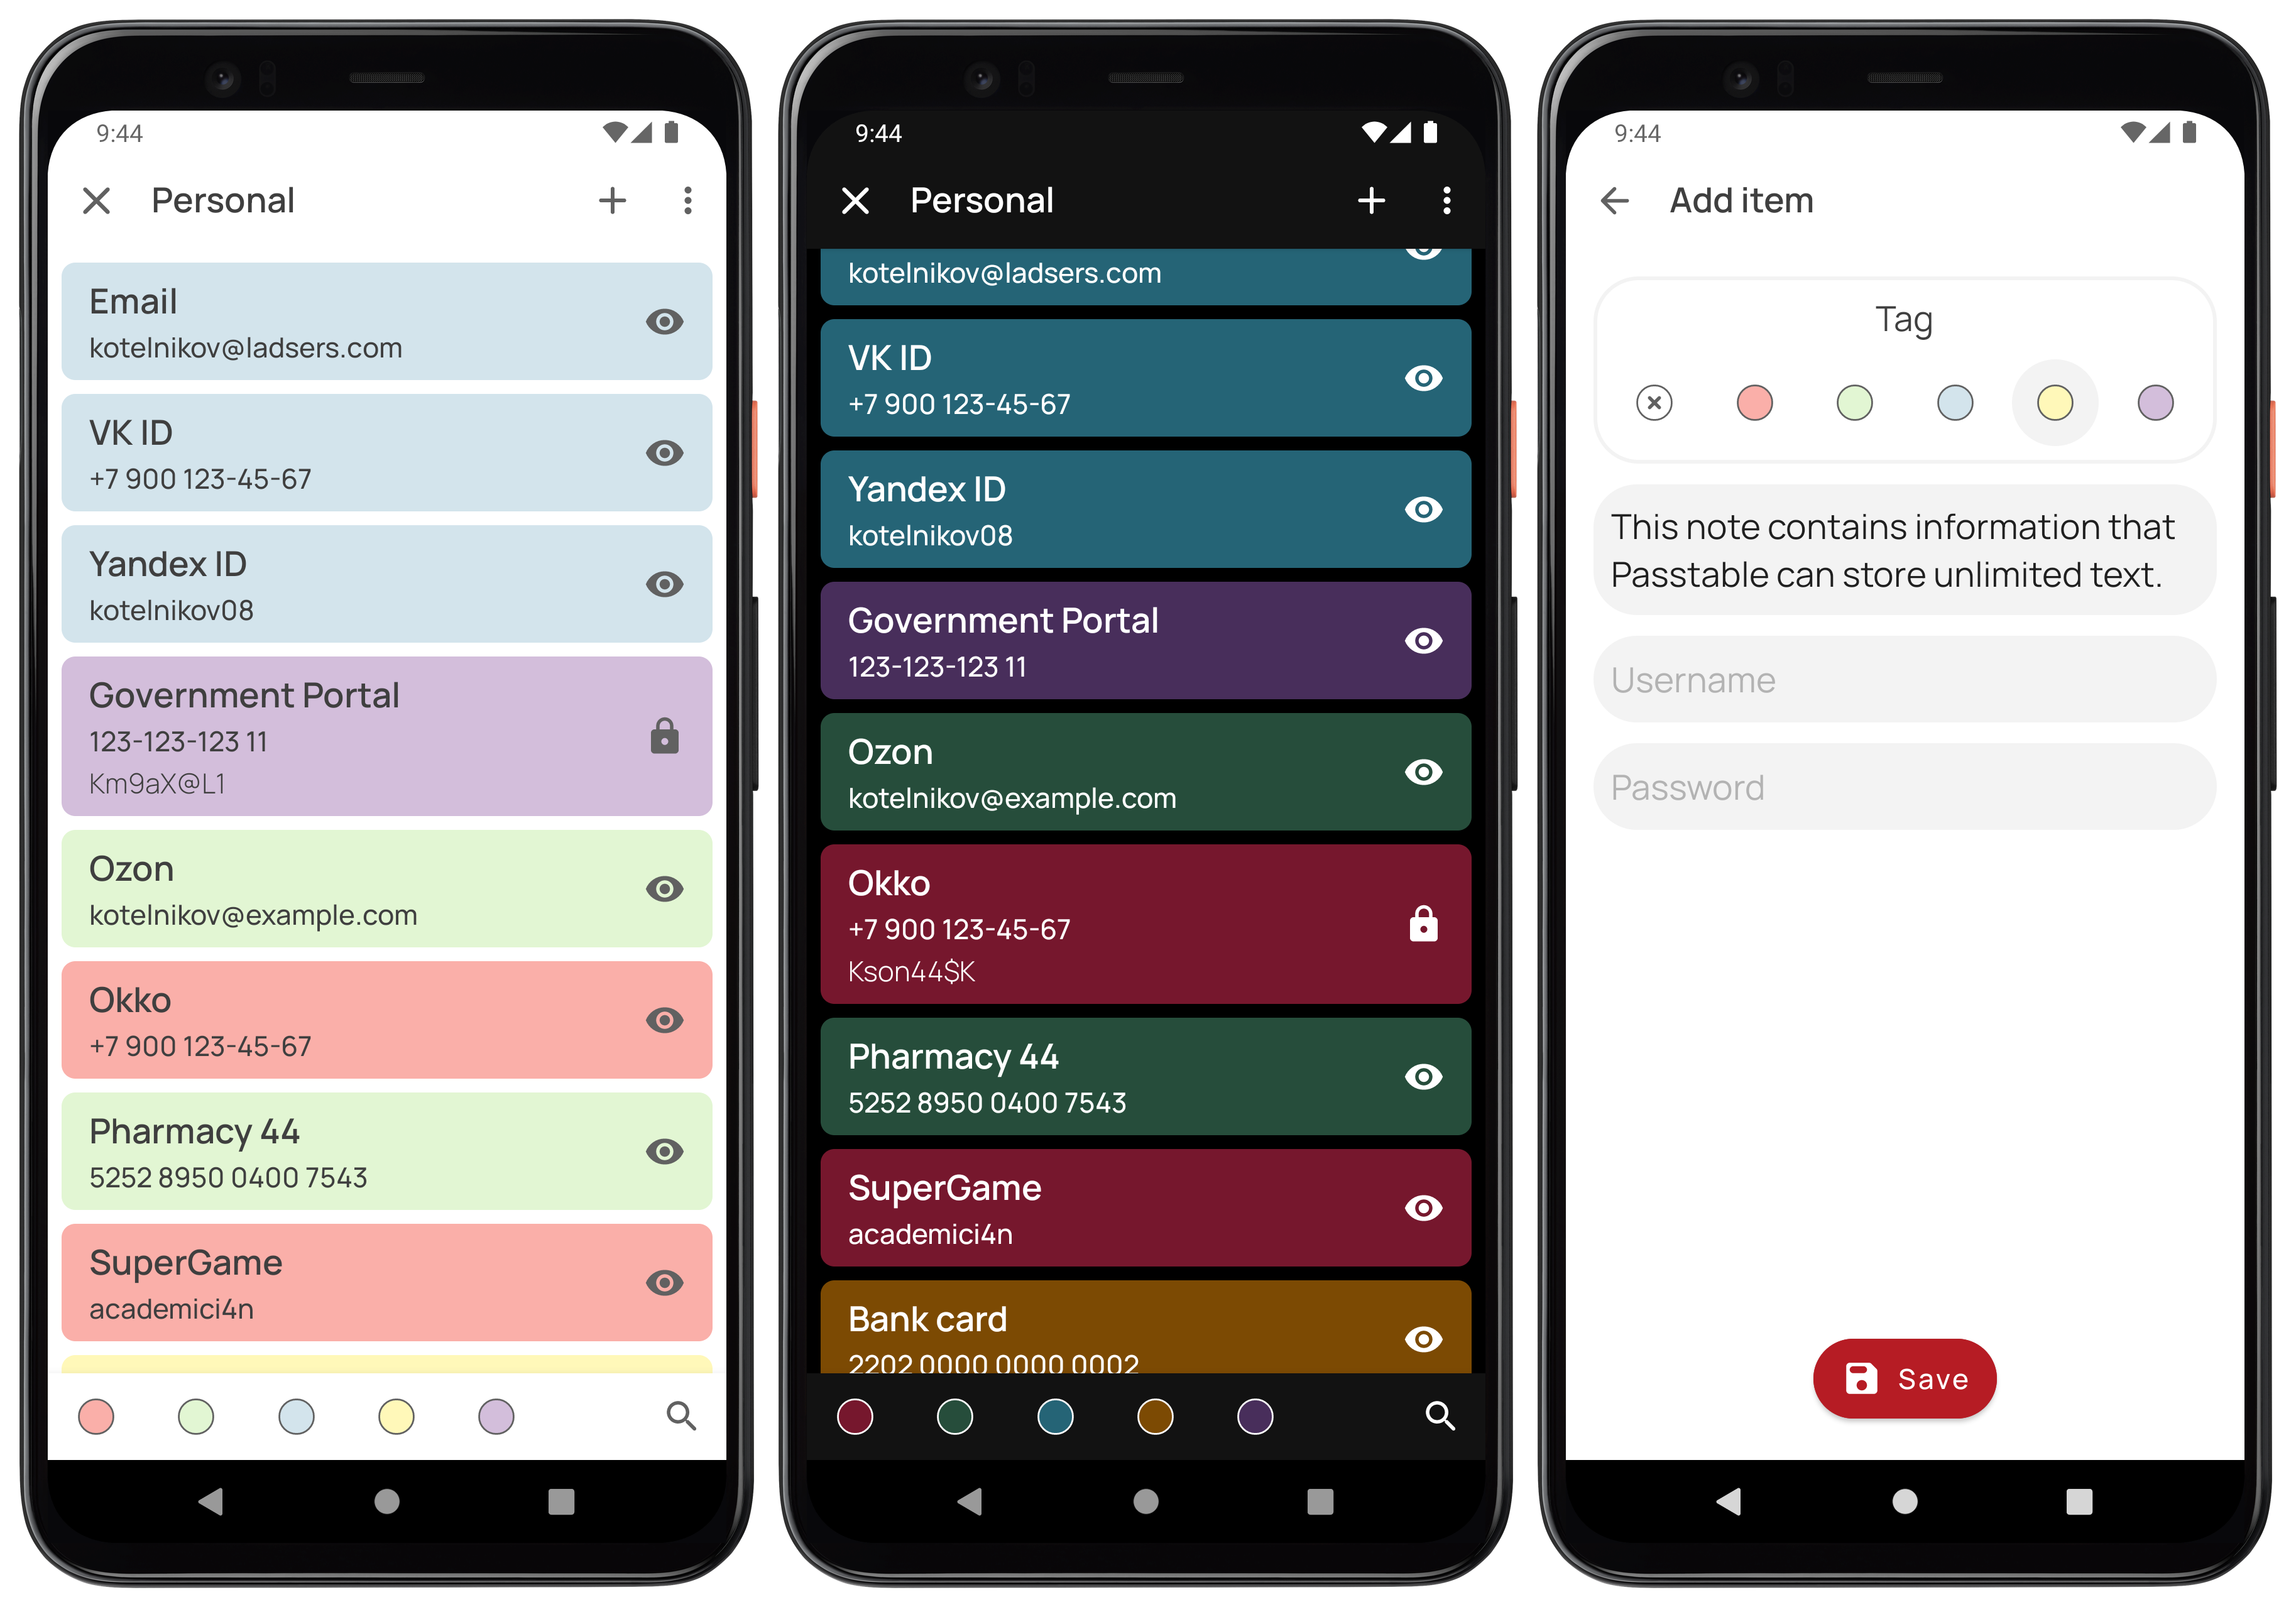 9:44
Personal
Email
kotelnikov@ladsers.com
VK ID
+7 900 123-45-67
Yandex ID
kotelnikov08
Government Portal
123-123-123 11
Km9aX@L1
Ozon
kotelnikov@example.com
Okko
+7 900 123-45-67
Pharmacy 44
5252 8950 0400 7543
SuperGame
academici4n
9:44
Personal
kotelnikov@ladsers.com
VK ID
+7 900 123-45-67
Yandex ID
kotelnikov08
Government Portal
123-123-123 11
Ozon
kotelnikov@example.com
Okko
+7 900 123-45-67
Kson44$K
Pharmacy 44
5252 8950 0400 7543
SuperGame
academici4n
Bank card
2202 0000 0000 0002
9:44
Add item
Tag
This note contains information that
Passtable can store unlimited text.
Username
Password
Save